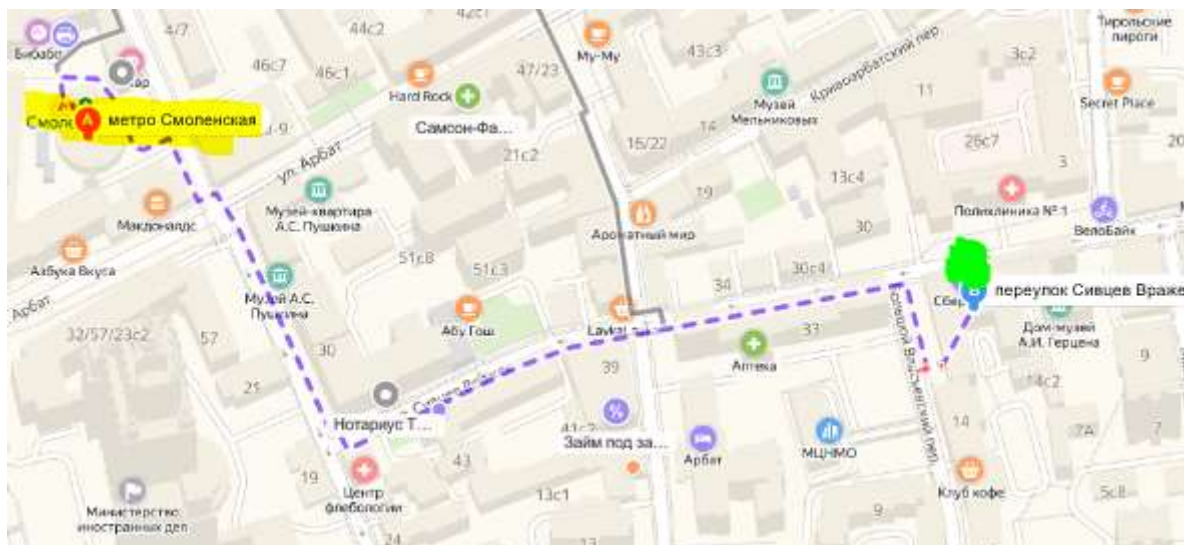 4/7
44с2
42с1
Му-Му
43с3
Тирольские
пироги
3с2
Бибабо
46с7
46с1
47/23
Hard Rock
Самсон-Фа...
Музей
Мельниковых
Кривоарбатский пер
11
Secret Place
А
метро Смоленская
ул. Арбат
21с2
16/22
14
26с7
20
3
Макдоналдс
Музей-квартира
А.С. Пушкина
19
13с4
Поликлиника № 1
Ароматный мир
30
ВелоБайк
Азбука Вкуса
51с8
51с3
34
30с4
переулок Сивцев Враже
Арбат
Музей А.С.
Пушкина
Абу Гош
33
Дом-музей
А.И. Герцена
32/57/23с2
57
30
Аптека
9
39
21
14с2
Нотариус Т...
Займ под за...
14
Арбат
МЦНМО
7А
7
19
43
Центр
флебологии
Клуб кофе
13с1
5с8
Министерство
иностранных дел
9
24